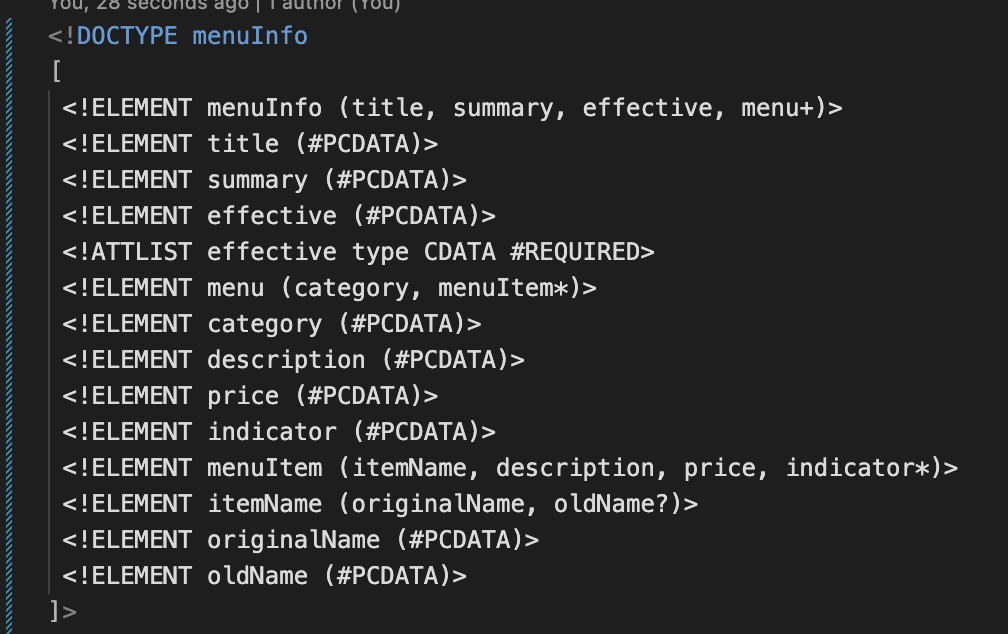 You, 28 seconds ago | 1 author (You)
<!DOCTYPE menuInfo
[
<!ELEMENT menuInfo (title, summary, effective, menu+)>
<!ELEMENT title (#PCDATA)>
<!ELEMENT summary (#PCDATA)>
<!ELEMENT effective (#PCDATA)>
<!ATTLIST effective type CDATA #REQUIRED>
<!ELEMENT menu (category, menuItem*)>
<!ELEMENT category (#PCDATA)>
<!ELEMENT description (#PCDATA)>
<!ELEMENT price (#PCDATA)>
<!ELEMENT indicator (#PCDATA)>
<!ELEMENT menuItem (itemName, description, price, indicator*)>
<!ELEMENT itemName (originalName, oldName?)>
<!ELEMENT originalName (#PCDATA)>
<!ELEMENT oldName (#PCDATA)>
]>